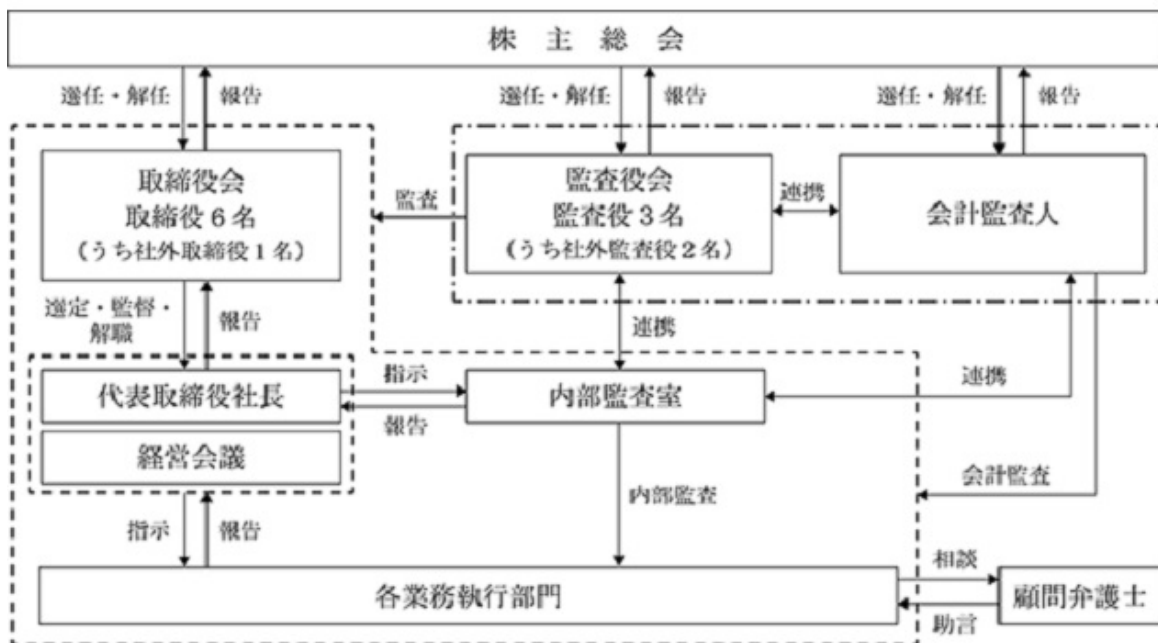 株主総会
選任・解任
報告
選任・解任
報告
選任・解任
報告
取締役会
取締役6名
(うち社外取締役1名)
監査
監査役会
監査役3名
(うち社外監査役2名)
連携
会計監査人
選定・監督・
解職
報告
連携
代表取締役社長
指示
報告
内部監査室
連携
経営会議
指示
報告
内部監査
会計監査
各業務執行部門
相談
助言
顧問弁護士